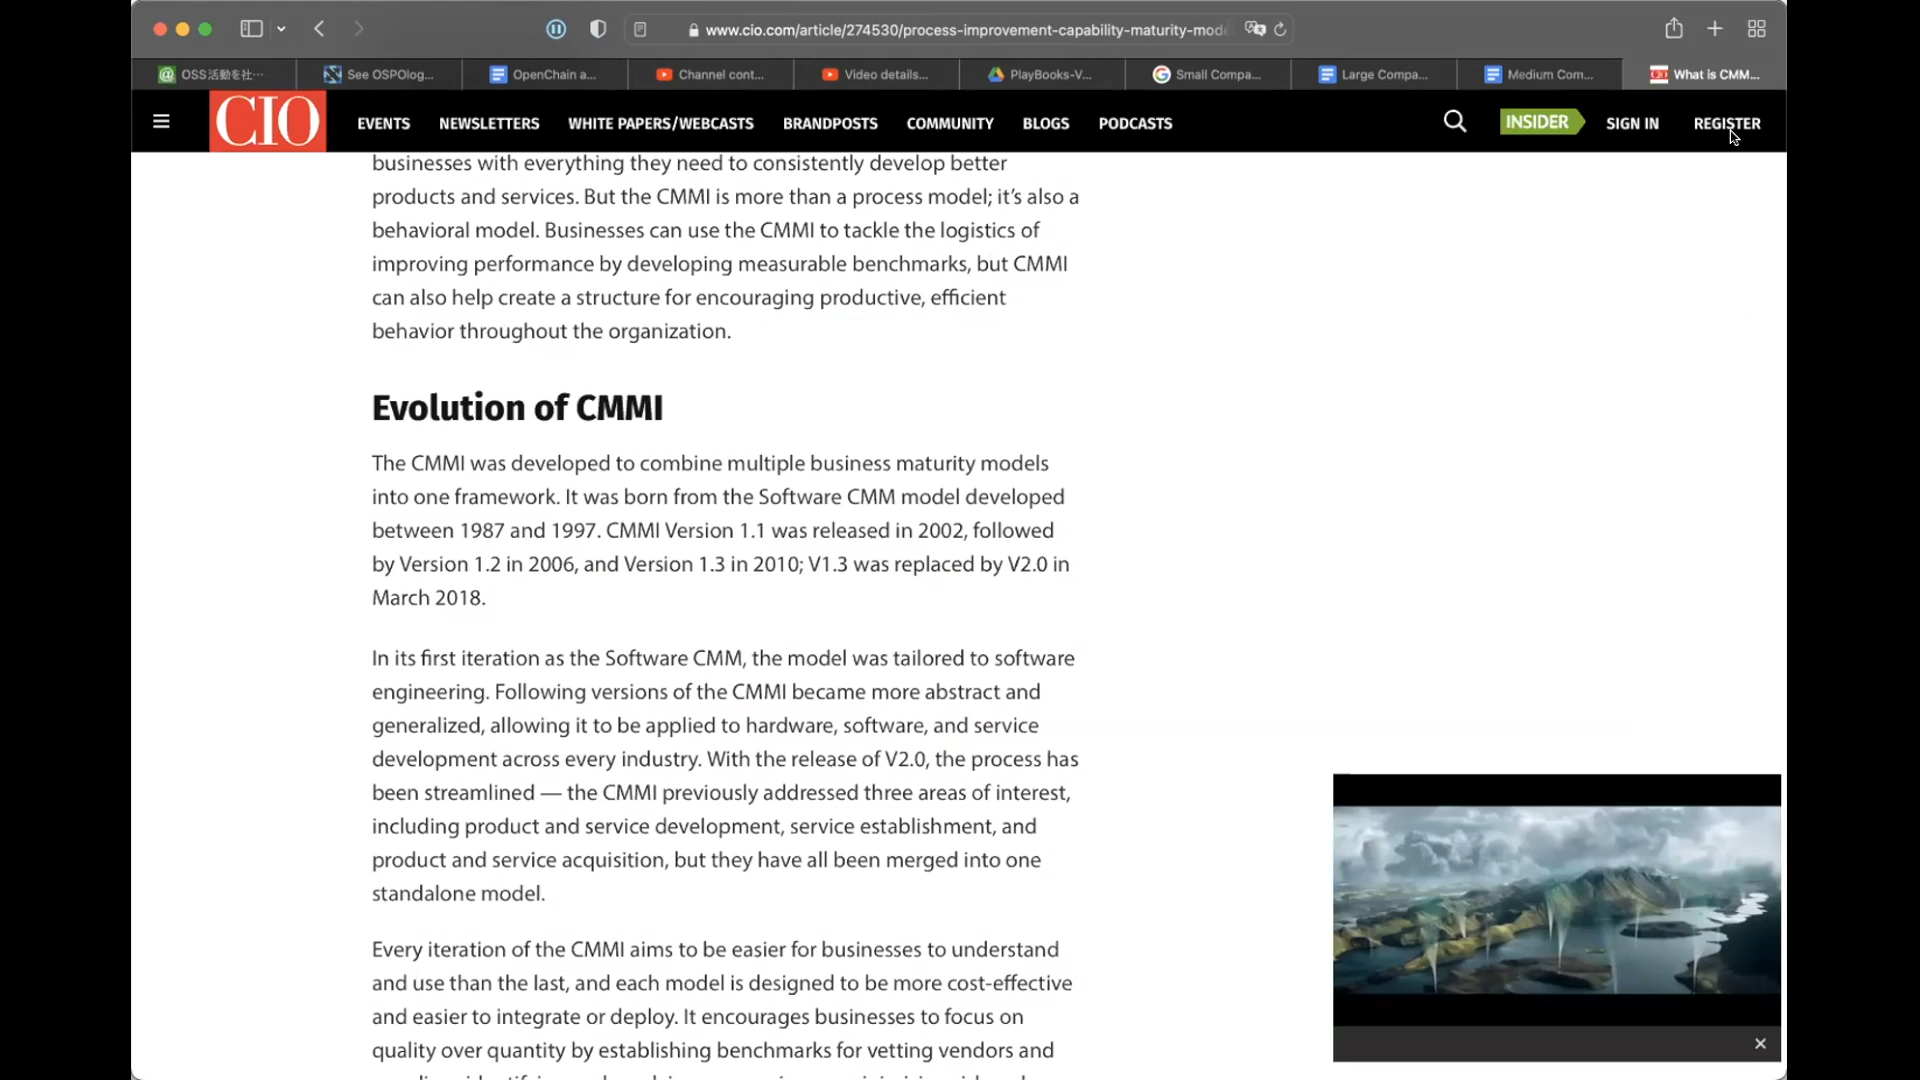 www.cio.com/article/274530/process-improvement-capability-maturity-mod
OSS活動を社…
See OSPOlog...
OpenChain a...
Channel cont...
Video details...
PlayBooks-V...
Small Compa...
Large Compa...
Medium Com...
CIO What is CMM...
CIO
EVENTS
NEWSLETTERS
WHITE PAPERS/WEBCASTS
BRANDPOSTS
COMMUNITY
BLOGS
PODCASTS
INSIDER
SIGN IN
REGISTER
businesses with everything they need to consistently develop better
products and services. But the CMMI is more than a process model; it’s also a
behavioral model. Businesses can use the CMMI to tackle the logistics of
improving performance by developing measurable benchmarks, but CMMI
can also help create a structure for encouraging productive, efficient
behavior throughout the organization.
Evolution of CMMI
The CMMI was developed to combine multiple business maturity models
into one framework. It was born from the Software CMM model developed
between 1987 and 1997. CMMI Version 1.1 was released in 2002, followed
by Version 1.2 in 2006, and Version 1.3 in 2010; V1.3 was replaced by V2.0 in
March 2018.
In its first iteration as the Software CMM, the model was tailored to software
engineering. Following versions of the CMMI became more abstract and
generalized, allowing it to be applied to hardware, software, and service
development across every industry. With the release of V2.0, the process has
been streamlined — the CMMI previously addressed three areas of interest,
including product and service development, service establishment, and
product and service acquisition, but they have all been merged into one
standalone model.
Every iteration of the CMMI aims to be easier for businesses to understand
and use than the last, and each model is designed to be more cost-effective
and easier to integrate or deploy. It encourages businesses to focus on
quality over quantity by establishing benchmarks for vetting vendors and